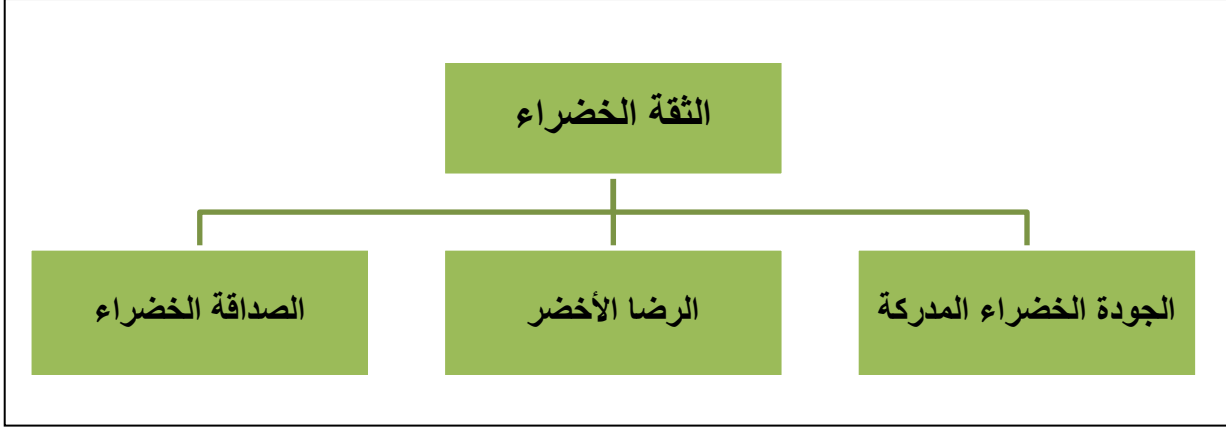 الثقة الخضراء
الجودة الخضراء المدركة
الرضا الأخضر
الصداقة الخضراء